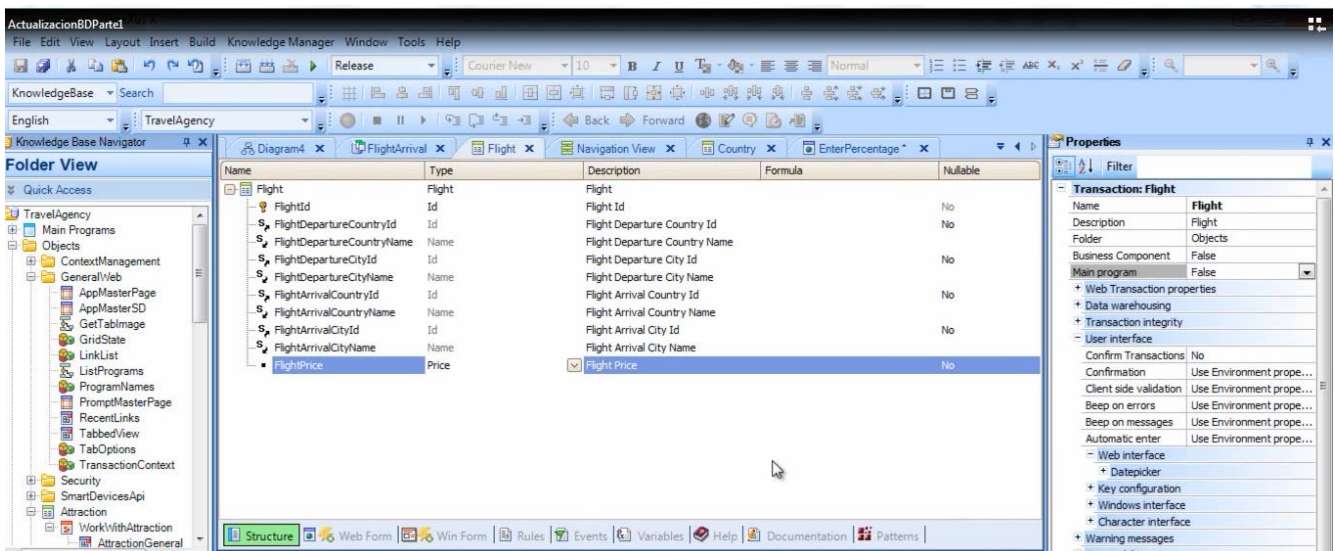 ActualizacionBDParte1
File Edit View Layout Insert Build Knowledge Manager Window Tools Help
Release Courier New 10 B I U Normal ABC
KnowledgeBase Search
English TravelAgency Back Forward
Knowledge Base Navigator
Folder View
Quick Access
TravelAgency
Main Programs
Objects
ContextManagement
GeneralWeb
AppMasterPage
AppMasterSD
GetTabImage
GridState
LinkList
ListPrograms
ProgramNames
PromptMasterPage
RecentLinks
TabbedView
TabOptions
TransactionContext
Security
SmartDevicesApi
Attraction
WorkWithAttraction
AttractionGeneral
Diagram4 x FlightArrival x Flight x Navigation View x Country x EnterPercentage * x
Name Type Description Formula Nullable
Flight Flight Flight
FlightId Id Flight Id No
FlightDepartureCountryId Id Flight Departure Country Id No
FlightDepartureCountryName Name Flight Departure Country Name
FlightDepartureCityId Id Flight Departure City Id No
FlightDepartureCityName Name Flight Departure City Name
FlightArrivalCountryId Id Flight Arrival Country Id No
FlightArrivalCountryName Name Flight Arrival Country Name
FlightArrivalCityId Id Flight Arrival City Id No
FlightArrivalCityName Name Flight Arrival City Name
FlightPrice Price Flight Price No
Structure Web Form Win Form Rules Events Variables Help Documentation Patterns
Properties
Filter
Transaction: Flight
Name Flight
Description Flight
Folder Objects
Business Component False
Main program False
Web Transaction properties
Data warehousing
Transaction integrity
User interface
Confirm Transactions No
Confirmation Use Environment prope...
Client side validation Use Environment prope...
Beep on errors Use Environment prope...
Beep on messages Use Environment prope...
Automatic enter Use Environment prope...
Web interface
Datepicker
Key configuration
Windows interface
Character interface
Warning messages